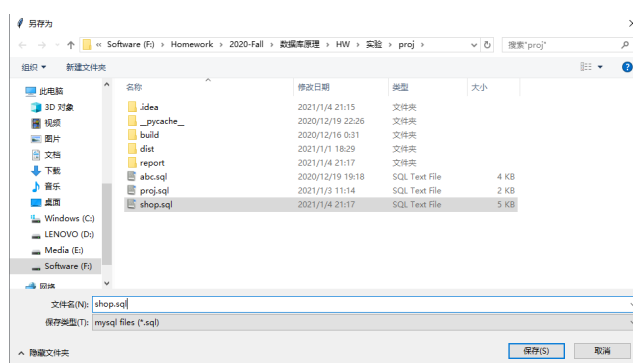 另存为
« Software (F:) › Homework › 2020-Fall › 数据库原理 › HW › 实验 › proj ›
搜索"proj"
组织 新建文件夹
名称 修改日期 类型 大小
此电脑
3D 对象
视频
图片
文档
下载
音乐
桌面
Windows (C:)
LENOVO (D:)
Media (E:)
Software (F:)
网络
.idea 2021/1/4 21:15 文件夹
__pycache__ 2020/12/19 22:26 文件夹
build 2020/12/16 0:31 文件夹
dist 2021/1/1 18:29 文件夹
report 2021/1/4 21:17 文件夹
abc.sql 2020/12/19 19:18 SQL Text File 4 KB
proj.sql 2021/1/3 11:14 SQL Text File 2 KB
shop.sql 2021/1/4 21:17 SQL Text File 5 KB
文件名(N): shop.sql
保存类型(T): mysql files (*.sql)
隐藏文件夹 保存(S) 取消